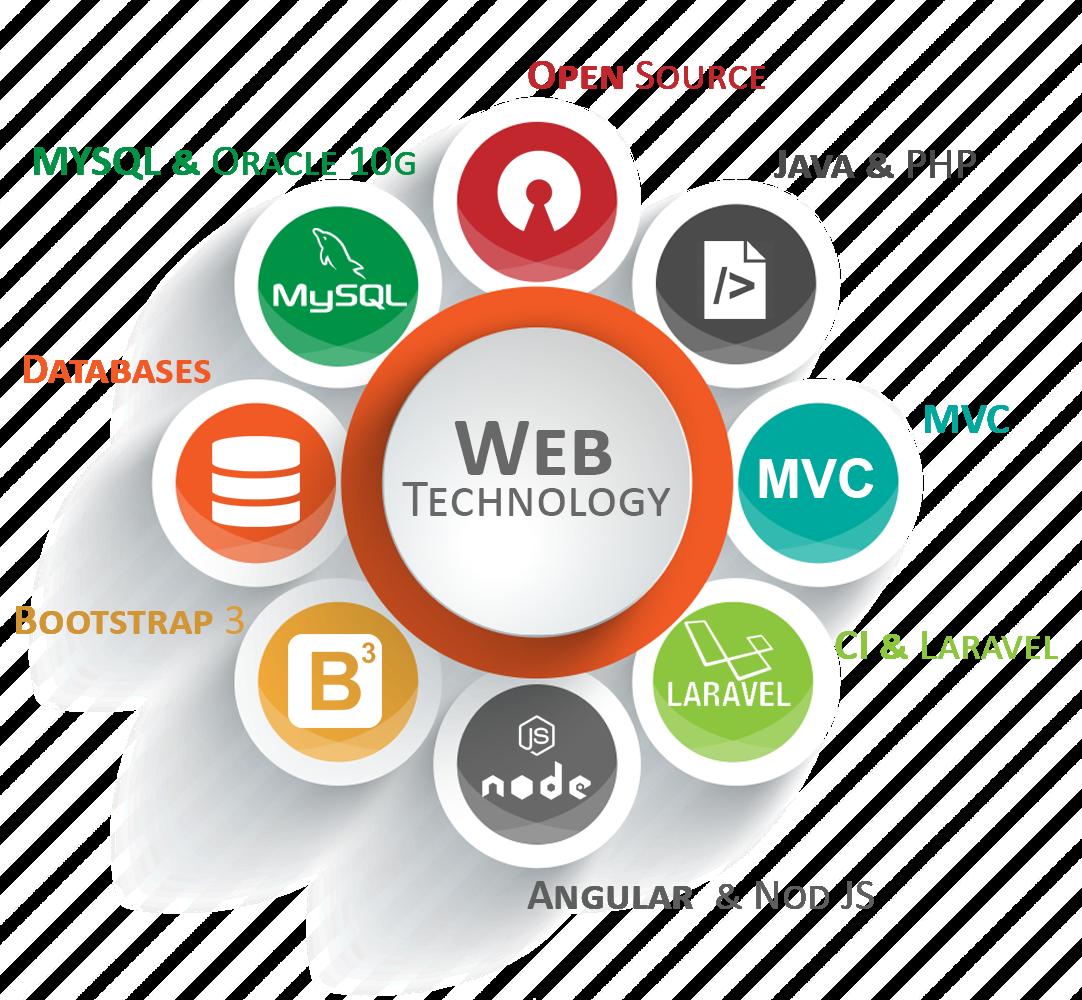 Open Source
MYSQL & Oracle 10g
Java & PHP
MySQL
/>
Databases
MVC
Web
Technology
MVC
Bootstrap 3
CI & Laravel
B3
LARAVEL
JS
node
Angular & Nod JS